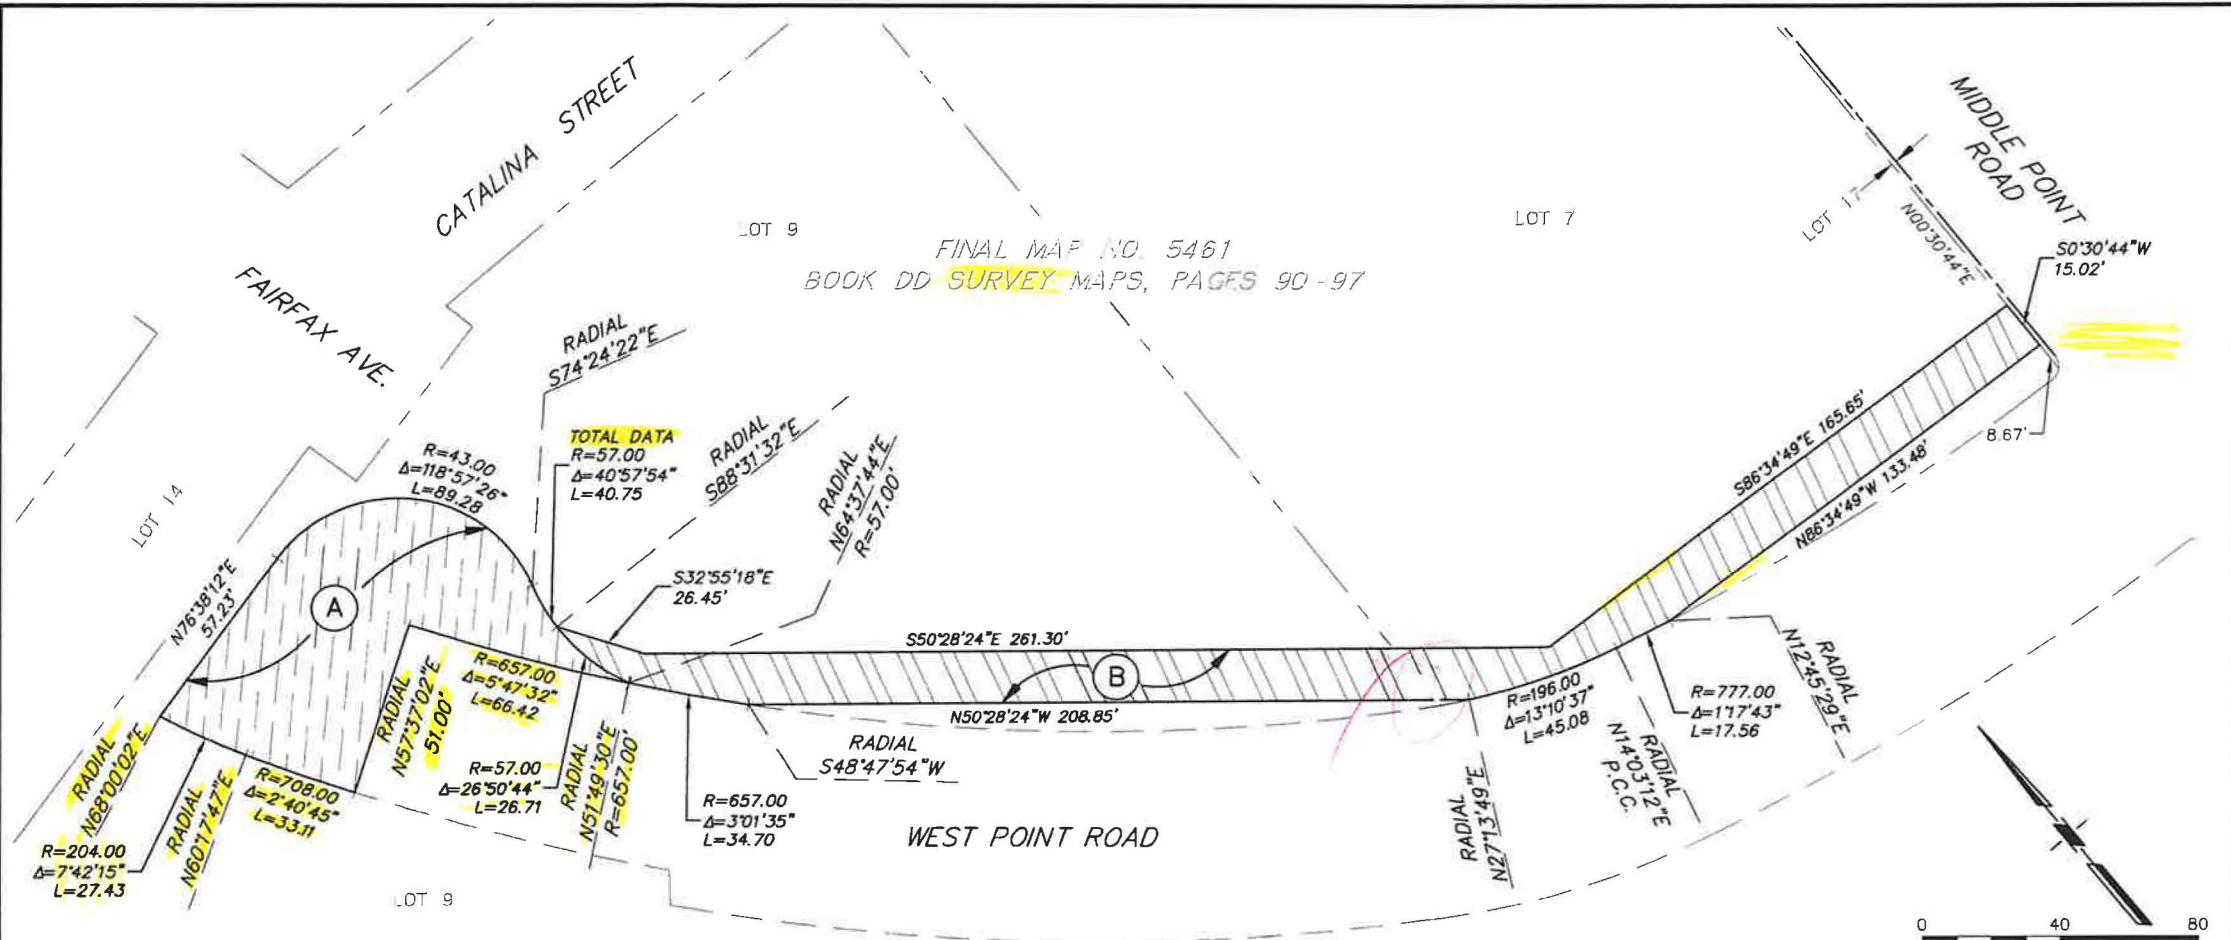 CATALINA STREET
FAIRFAX AVE.
LOT 9
FINAL MAP NO. 5461
BOOK DD SURVEY MAPS, PAGES 90-97
LOT 7
LOT 17
MIDDLE POINT
ROAD
N00°30'44"E
S0°30'44"W
15.02'
8.67'
RADIAL
S74°24'22"E
TOTAL DATA
R=57.00
Δ=40°57'54"
L=40.75
RADIAL
S88°31'32"E
RADIAL
N64°37'44"E
R=57.00'
R=43.00
Δ=118°57'26"
L=89.28
LOT 14
N76°38'12"E
57.23'
A
S32°55'18"E
26.45'
S50°28'24"E 261.30'
B
N50°28'24"W 208.85'
S86°34'49"E 165.65'
N86°34'49"W 133.48'
RADIAL
N57°37'02"E
51.00'
R=657.00
Δ=5°47'32"
L=66.42
RADIAL
N68°00'02"E
R=204.00
Δ=7°42'15"
L=27.43
RADIAL
N60°17'47"E
R=708.00
Δ=2°40'45"
L=33.11
R=57.00
Δ=26°50'44"
L=26.71
RADIAL
N51°49'30"E
R=657.00'
R=657.00
Δ=3°01'35"
L=34.70
RADIAL
S48°47'54"W
WEST POINT ROAD
RADIAL
N27°13'49"E
R=196.00
Δ=13°10'37"
L=45.08
RADIAL
N14°03'12"E
P.C.C.
R=777.00
Δ=1°17'43"
L=17.56
RADIAL
N12°45'29"E
LOT 9
0 40 80